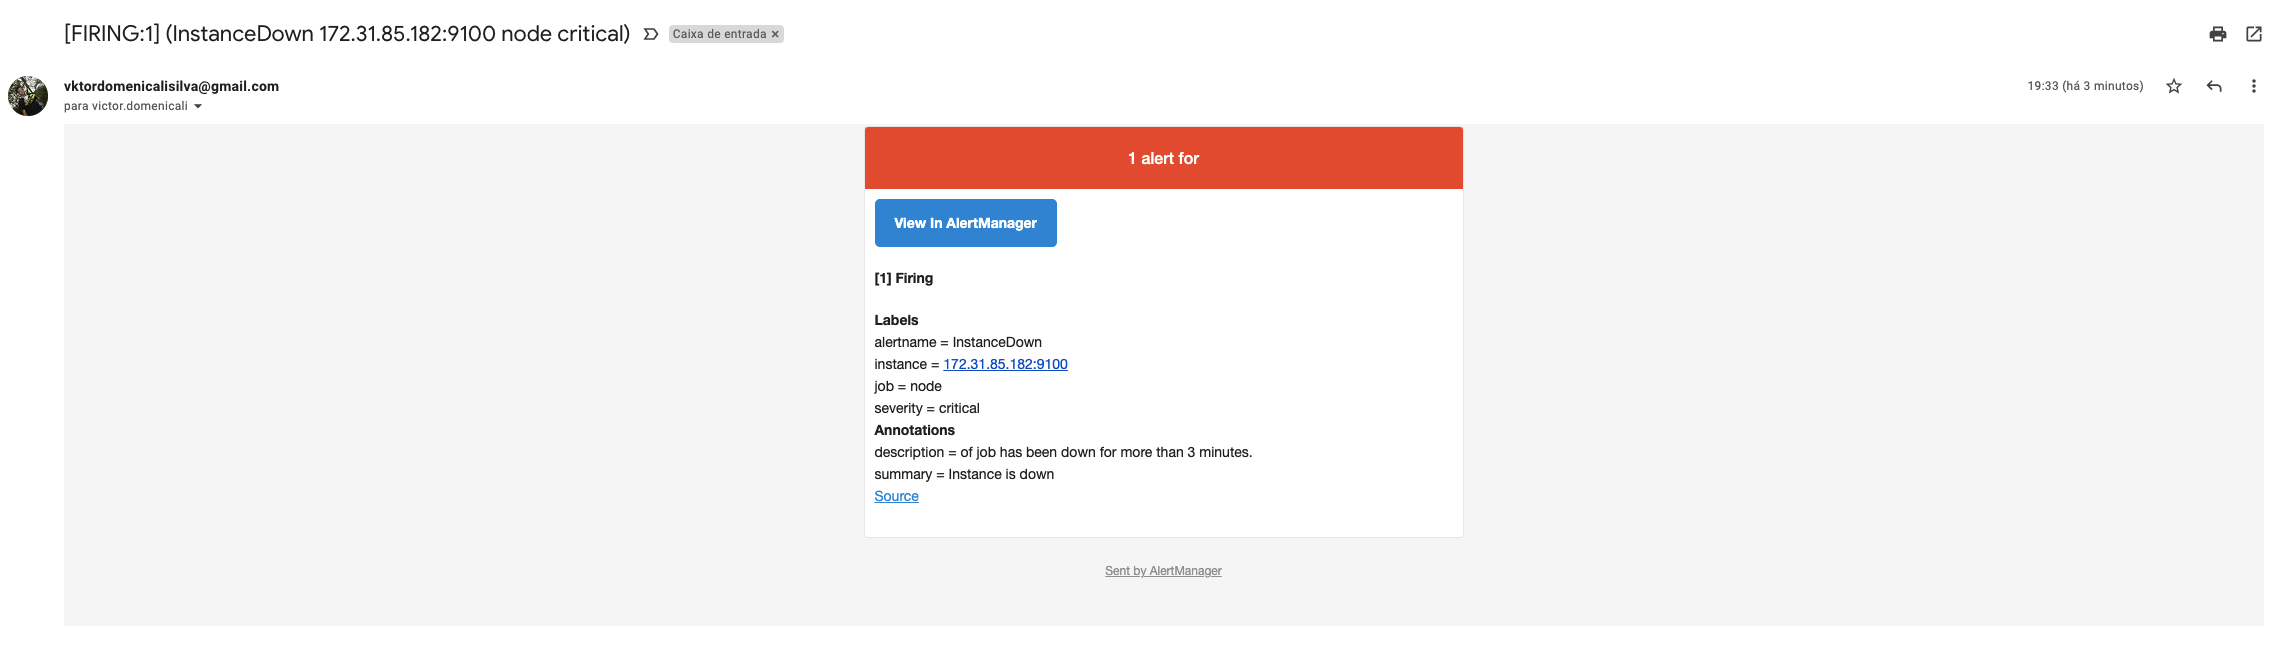 [FIRING:1] (InstanceDown 172.31.85.182:9100 node critical) Caixa de entrada ×
vktordomenicalisilva@gmail.com
19:33 (há 3 minutos)
para victor.domenicali
1 alert for
View In AlertManager
[1] Firing
Labels
alertname = InstanceDown
instance = 172.31.85.182:9100
job = node
severity = critical
Annotations
description = of job has been down for more than 3 minutes.
summary = Instance is down
Source
Sent by AlertManager